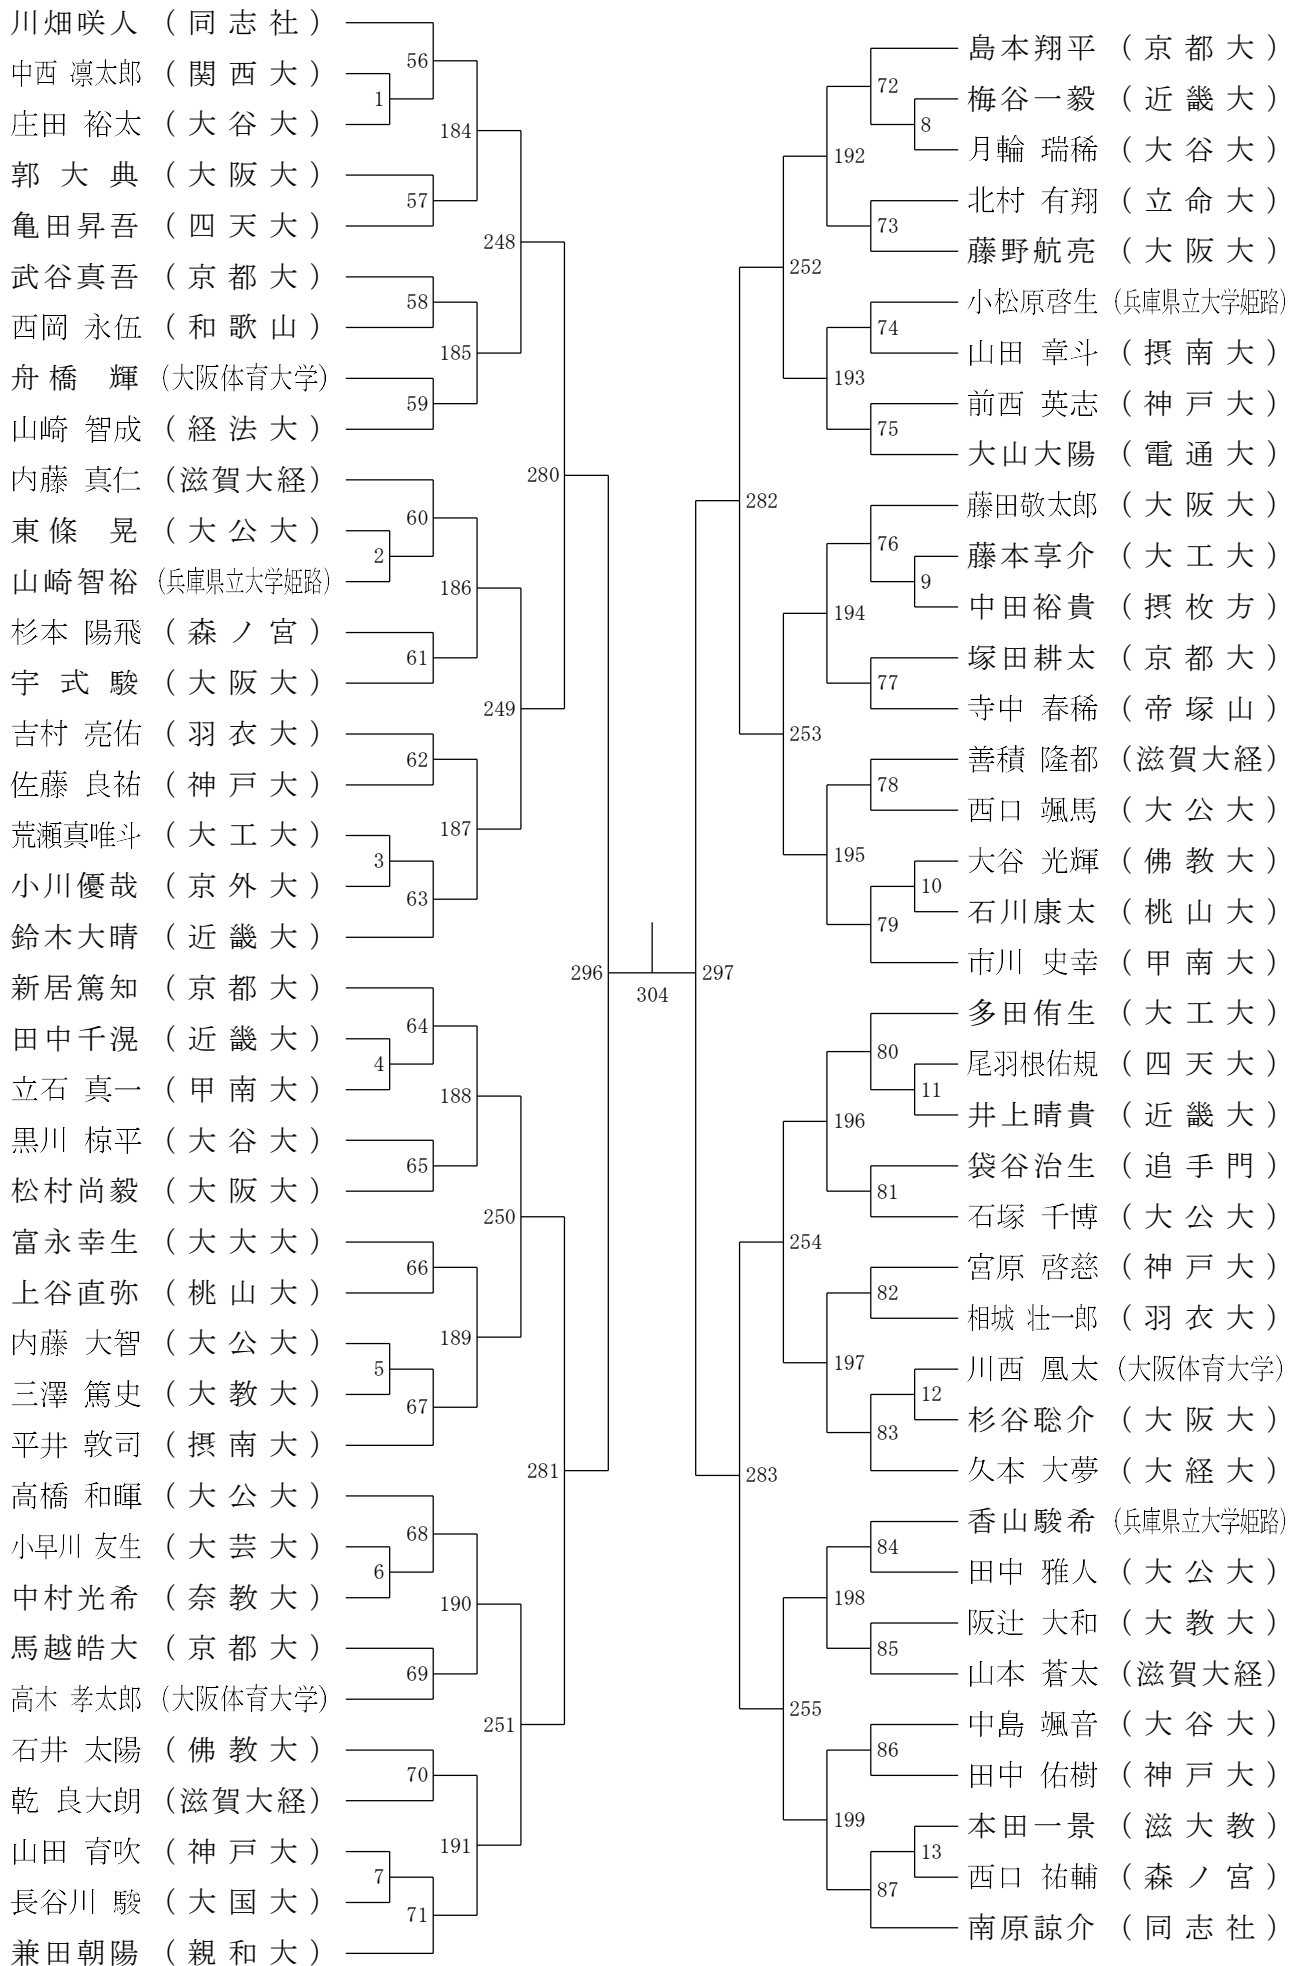 川畑咲人 (同志社)
中西 凛太郎 (関西大)
庄田 裕太 (大谷大)
郭大典 (大阪大)
亀田昇吾 (四天大)
武谷真吾 (京都大)
西岡 永伍 (和歌山)
舟橋 輝 (大阪体育大学)
山崎 智成 (経法大)
内藤 真仁 (滋賀大経)
東條 晃 (大公大)
山崎智裕 (兵庫県立大学姫路)
杉本 陽飛 (森ノ宮)
宇式駿 (大阪大)
吉村 亮佑 (羽衣大)
佐藤 良祐 (神戸大)
荒瀬真唯斗 (大工大)
小川優哉 (京外大)
鈴木大晴 (近畿大)
新居篤知 (京都大)
田中千滉 (近畿大)
立石 真一 (甲南大)
黒川 椋平 (大谷大)
松村尚毅 (大阪大)
富永幸生 (大大大)
上谷直弥 (桃山大)
内藤 大智 (大公大)
三澤 篤史 (大教大)
平井 敦司 (摂南大)
高橋 和暉 (大公大)
小早川 友生 (大芸大)
中村光希 (奈教大)
馬越皓大 (京都大)
高木 孝太郎 (大阪体育大学)
石井 太陽 (佛教大)
乾 良大朗 (滋賀大経)
山田 育吹 (神戸大)
長谷川 駿 (大国大)
兼田朝陽 (親和大)
1
2
3
4
5
6
7
56
57
58
59
60
61
62
63
64
65
66
67
68
69
70
71
184
185
186
187
188
189
190
191
248
249
250
251
280
281
296
304
297
282
283
252
253
254
255
192
193
194
195
196
197
198
199
72
73
74
75
76
77
78
79
80
81
82
83
84
85
86
87
8
9
10
11
12
13
島本翔平 (京都大)
梅谷一毅 (近畿大)
月輪 瑞稀 (大谷大)
北村 有翔 (立命大)
藤野航亮 (大阪大)
小松原啓生 (兵庫県立大学姫路)
山田 章斗 (摂南大)
前西 英志 (神戸大)
大山大陽 (電通大)
藤田敬太郎 (大阪大)
藤本享介 (大工大)
中田裕貴 (摂枚方)
塚田耕太 (京都大)
寺中 春稀 (帝塚山)
善積 隆都 (滋賀大経)
西口 颯馬 (大公大)
大谷 光輝 (佛教大)
石川康太 (桃山大)
市川 史幸 (甲南大)
多田侑生 (大工大)
尾羽根佑規 (四天大)
井上晴貴 (近畿大)
袋谷治生 (追手門)
石塚 千博 (大公大)
宮原 啓慈 (神戸大)
相城 壮一郎 (羽衣大)
川西 凰太 (大阪体育大学)
杉谷聡介 (大阪大)
久本 大夢 (大経大)
香山駿希 (兵庫県立大学姫路)
田中 雅人 (大公大)
阪辻 大和 (大教大)
山本 蒼太 (滋賀大経)
中島 颯音 (大谷大)
田中 佑樹 (神戸大)
本田一景 (滋大教)
西口 祐輔 (森ノ宮)
南原諒介 (同志社)